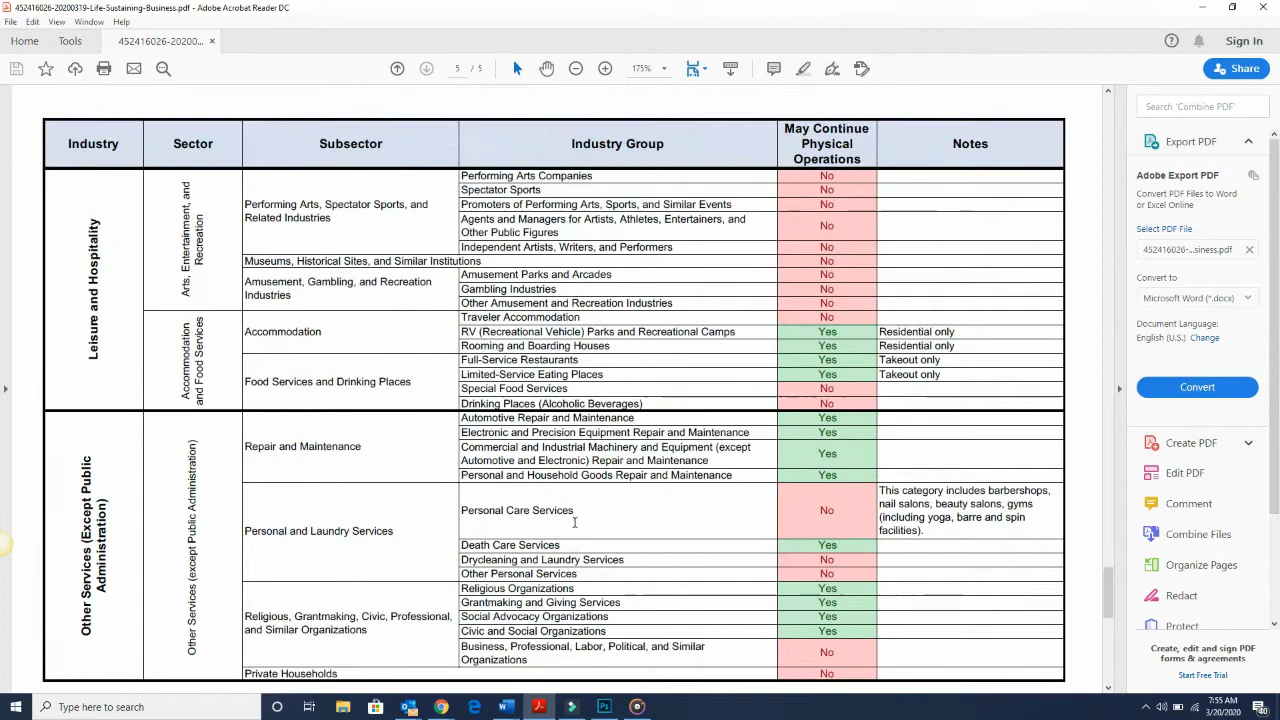 452416026-20200319-Life-Sustaining-Business.pdf - Adobe Acrobat Reader DC
File Edit View Window Help
Home Tools 452416026-20200... × Sign In
5 / 5 175% Share
Industry Sector Subsector Industry Group May Continue Physical Operations Notes
Leisure and Hospitality
Arts, Entertainment, and Recreation
Performing Arts, Spectator Sports, and
Related Industries
Performing Arts Companies No
Spectator Sports No
Promoters of Performing Arts, Sports, and Similar Events No
Agents and Managers for Artists, Athletes, Entertainers, and
Other Public Figures No
Independent Artists, Writers, and Performers No
Museums, Historical Sites, and Similar Institutions No
Amusement, Gambling, and Recreation
Industries
Amusement Parks and Arcades No
Gambling Industries No
Other Amusement and Recreation Industries No
Accommodation
and Food Services
Accommodation
Traveler Accommodation No
RV (Recreational Vehicle) Parks and Recreational Camps Yes Residential only
Rooming and Boarding Houses Yes Residential only
Food Services and Drinking Places
Full-Service Restaurants Yes Takeout only
Limited-Service Eating Places Yes Takeout only
Special Food Services No
Drinking Places (Alcoholic Beverages) No
Other Services (Except Public
Administration)
Other Services (except Public Administration)
Repair and Maintenance
Automotive Repair and Maintenance Yes
Electronic and Precision Equipment Repair and Maintenance Yes
Commercial and Industrial Machinery and Equipment (except
Automotive and Electronic) Repair and Maintenance Yes
Personal and Household Goods Repair and Maintenance Yes
Personal and Laundry Services
Personal Care Services No
This category includes barbershops,
nail salons, beauty salons, gyms
(including yoga, barre and spin
facilities).
Death Care Services Yes
Drycleaning and Laundry Services No
Other Personal Services No
Religious, Grantmaking, Civic, Professional,
and Similar Organizations
Religious Organizations Yes
Grantmaking and Giving Services Yes
Social Advocacy Organizations Yes
Civic and Social Organizations Yes
Business, Professional, Labor, Political, and Similar
Organizations No
Private Households No
Search 'Combine PDF'
Export PDF
Adobe Export PDF
Convert PDF Files to Word
or Excel Online
Select PDF File
452416026-...siness.pdf ×
Convert to
Microsoft Word (*.docx)
Document Language:
English (U.S.) Change
Convert
Create PDF
Edit PDF
Comment
Combine Files
Organize Pages
Redact
Protect
Create, edit and sign PDF
forms & agreements
Start Free Trial
Type here to search
7:55 AM
3/20/2020
40